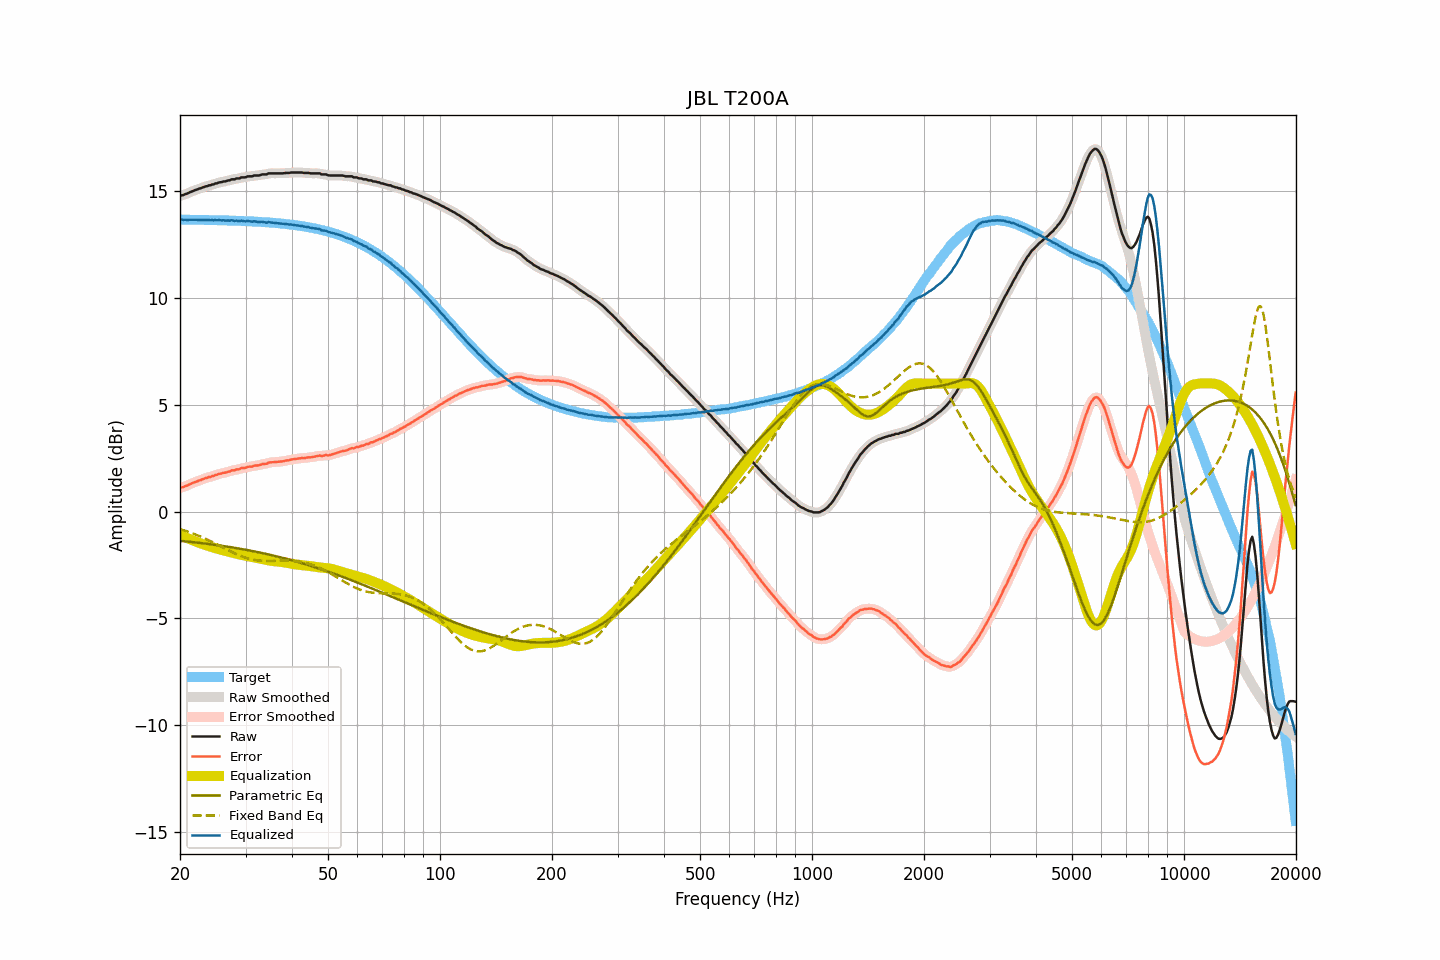 JBL T200A
Amplitude (dBr)
15
10
5
0
−5
−10
−15
Target
Raw Smoothed
Error Smoothed
Raw
Error
Equalization
Parametric Eq
Fixed Band Eq
Equalized
20 50 100 200 500 1000 2000 5000 10000 20000
Frequency (Hz)